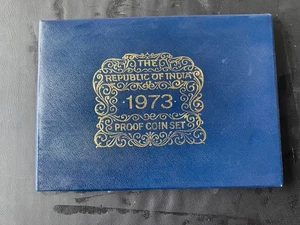 THE
REPUBLIC OF INDIA
· 1973 ·
PROOF COIN SET